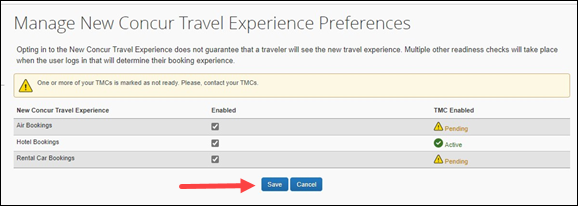 Manage New Concur Travel Experience Preferences
Opting in to the New Concur Travel Experience does not guarantee that a traveler will see the new travel experience. Multiple other readiness checks will take place
when the user logs in that will determine their booking experience.
One or more of your TMCs is marked as not ready. Please, contact your TMCs.
New Concur Travel Experience Enabled TMC Enabled
Air Bookings Pending
Hotel Bookings Active
Rental Car Bookings Pending
Save Cancel